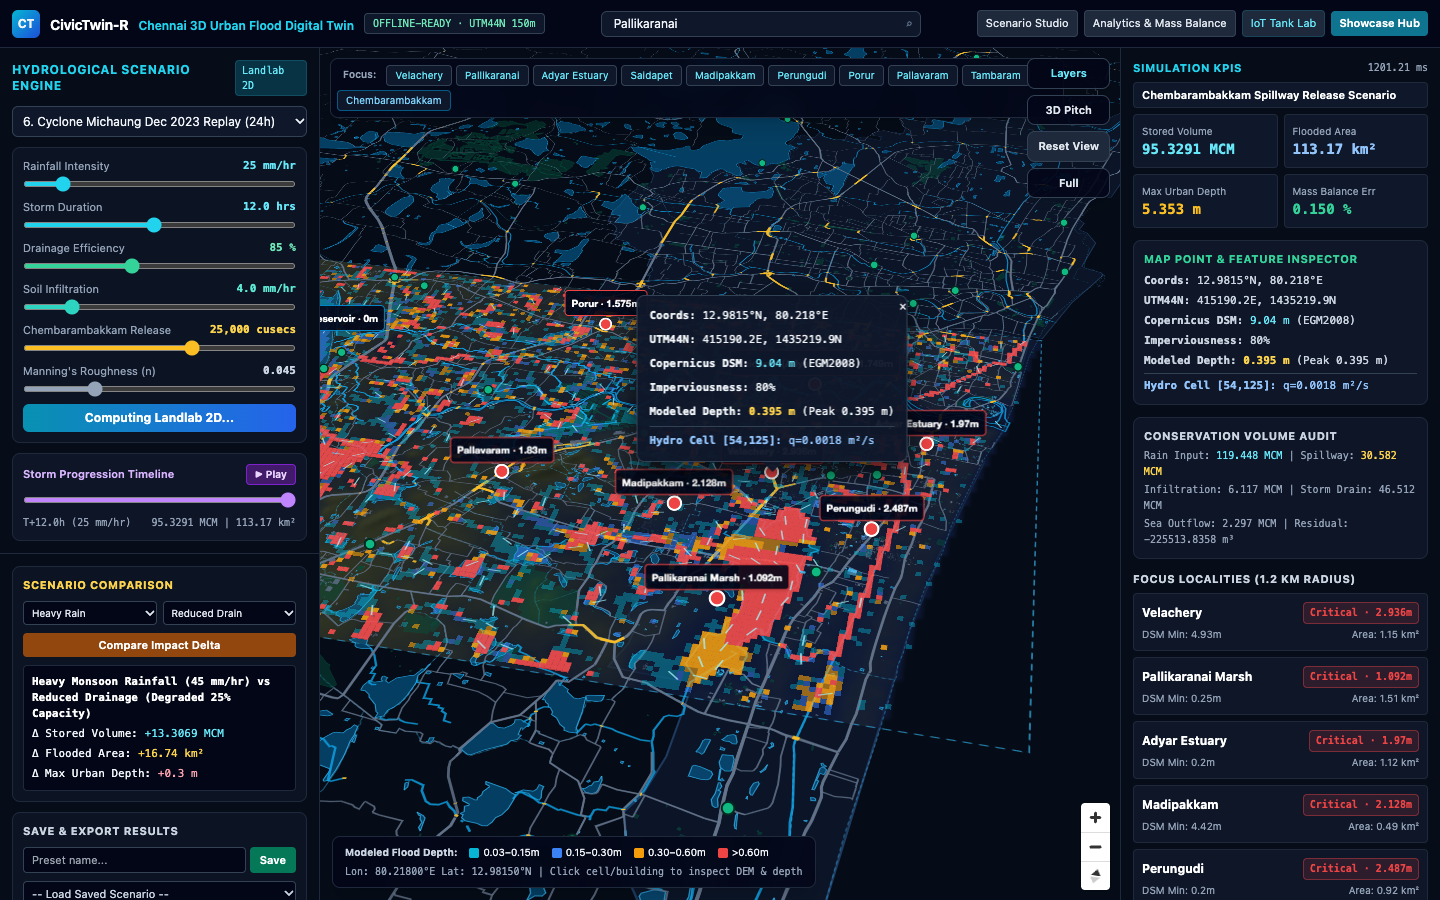 CT CivicTwin-R Chennai 3D Urban Flood Digital Twin OFFLINE-READY · UTM44N 150m
Pallikaranai
Scenario Studio Analytics & Mass Balance IoT Tank Lab Showcase Hub
HYDROLOGICAL SCENARIO ENGINE
Landlab 2D
6. Cyclone Michaung Dec 2023 Replay (24h)
Rainfall Intensity 25 mm/hr
Storm Duration 12.0 hrs
Drainage Efficiency 85 %
Soil Infiltration 4.0 mm/hr
Chembarambakkam Release 25,000 cusecs
Manning's Roughness (n) 0.045
Computing Landlab 2D...
Storm Progression Timeline ▶ Play
T+12.0h (25 mm/hr) 95.3291 MCM | 113.17 km²
SCENARIO COMPARISON
Heavy Rain Reduced Drain
Compare Impact Delta
Heavy Monsoon Rainfall (45 mm/hr) vs
Reduced Drainage (Degraded 25%
Capacity)
Δ Stored Volume: +13.3069 MCM
Δ Flooded Area: +16.74 km²
Δ Max Urban Depth: +0.3 m
SAVE & EXPORT RESULTS
Preset name... Save
-- Load Saved Scenario --
Focus: Velachery Pallikaranai Adyar Estuary Saidapet Madipakkam Perungudi Porur Pallavaram Tambaram
Chembarambakkam
Layers
3D Pitch
Reset View
Full
Porur · 1.575m
eservoir · 0m
×
Coords: 12.9815°N, 80.218°E
UTM44N: 415190.2E, 1435219.9N
Copernicus DSM: 9.04 m (EGM2008)
Imperviousness: 80%
Modeled Depth: 0.395 m (Peak 0.395 m)
Hydro Cell [54,125]: q=0.0018 m²/s
Estuary · 1.97m
Pallavaram · 1.83m
Madipakkam · 2.128m
Perungudi · 2.487m
Pallikaranai Marsh · 1.092m
Modeled Flood Depth: 0.03–0.15m 0.15–0.30m 0.30–0.60m >0.60m
Lon: 80.21800°E Lat: 12.98150°N | Click cell/building to inspect DEM & depth
SIMULATION KPIS 1201.21 ms
Chembarambakkam Spillway Release Scenario
Stored Volume
95.3291 MCM
Flooded Area
113.17 km²
Max Urban Depth
5.353 m
Mass Balance Err
0.150 %
MAP POINT & FEATURE INSPECTOR
Coords: 12.9815°N, 80.218°E
UTM44N: 415190.2E, 1435219.9N
Copernicus DSM: 9.04 m (EGM2008)
Imperviousness: 80%
Modeled Depth: 0.395 m (Peak 0.395 m)
Hydro Cell [54,125]: q=0.0018 m²/s
CONSERVATION VOLUME AUDIT
Rain Input: 119.448 MCM | Spillway: 30.582
MCM
Infiltration: 6.117 MCM | Storm Drain: 46.512
MCM
Sea Outflow: 2.297 MCM | Residual:
-225513.8358 m³
FOCUS LOCALITIES (1.2 KM RADIUS)
Velachery Critical · 2.936m
DSM Min: 4.93m Area: 1.15 km²
Pallikaranai Marsh Critical · 1.092m
DSM Min: 0.25m Area: 1.51 km²
Adyar Estuary Critical · 1.97m
DSM Min: 0.2m Area: 1.12 km²
Madipakkam Critical · 2.128m
DSM Min: 4.42m Area: 0.49 km²
Perungudi Critical · 2.487m
DSM Min: 0.2m Area: 0.92 km²